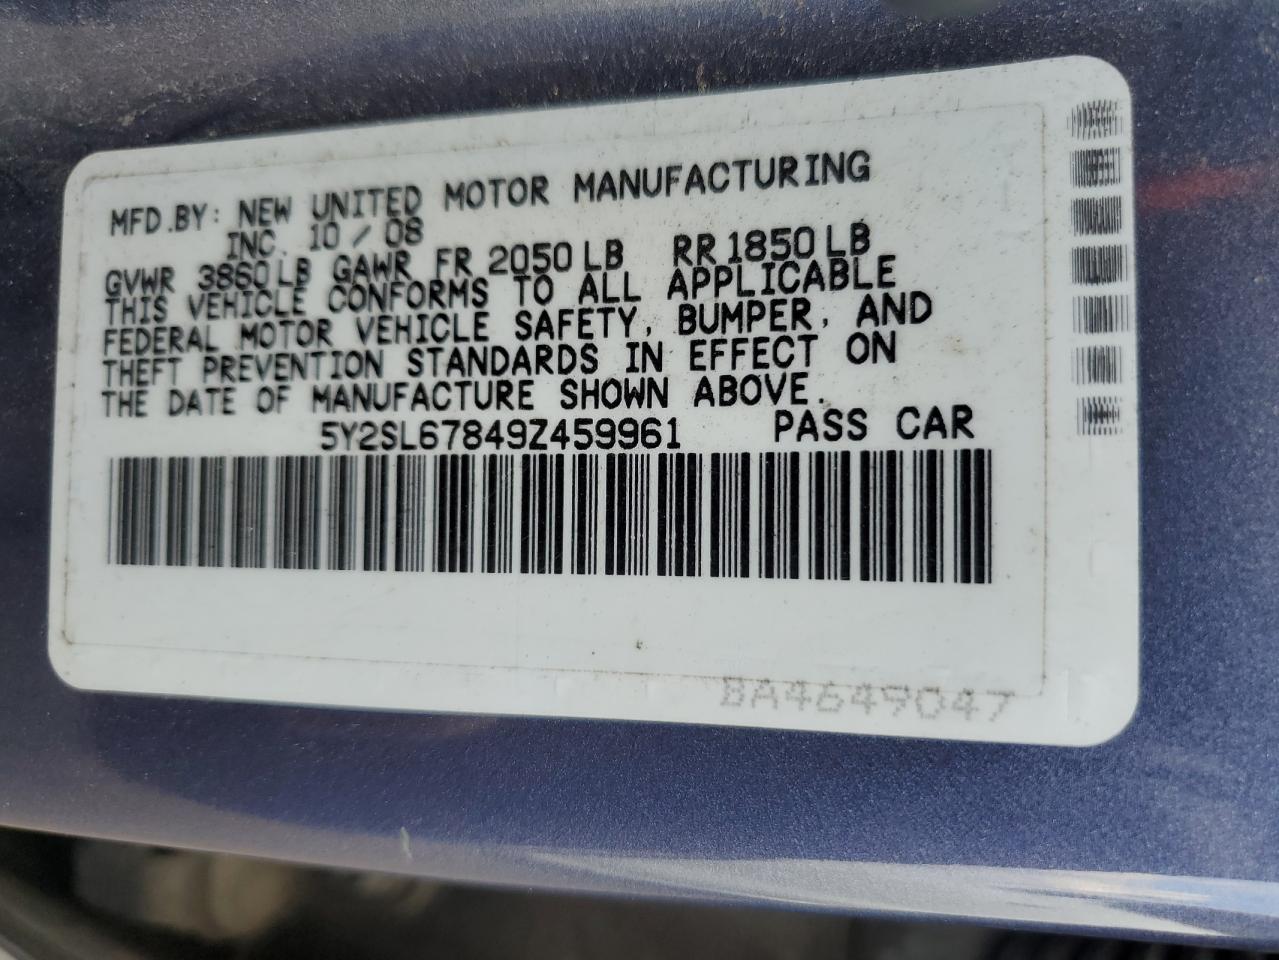 MFD.BY: NEW UNITED MOTOR MANUFACTURING
INC. 10 / 08
GVWR 3860LB GAWR FR 2050LB RR1850LB
THIS VEHICLE CONFORMS TO ALL APPLICABLE
FEDERAL MOTOR VEHICLE SAFETY, BUMPER, AND
THEFT PREVENTION STANDARDS IN EFFECT ON
THE DATE OF MANUFACTURE SHOWN ABOVE.
5Y2SL67849Z459961 PASS CAR
BA4649047